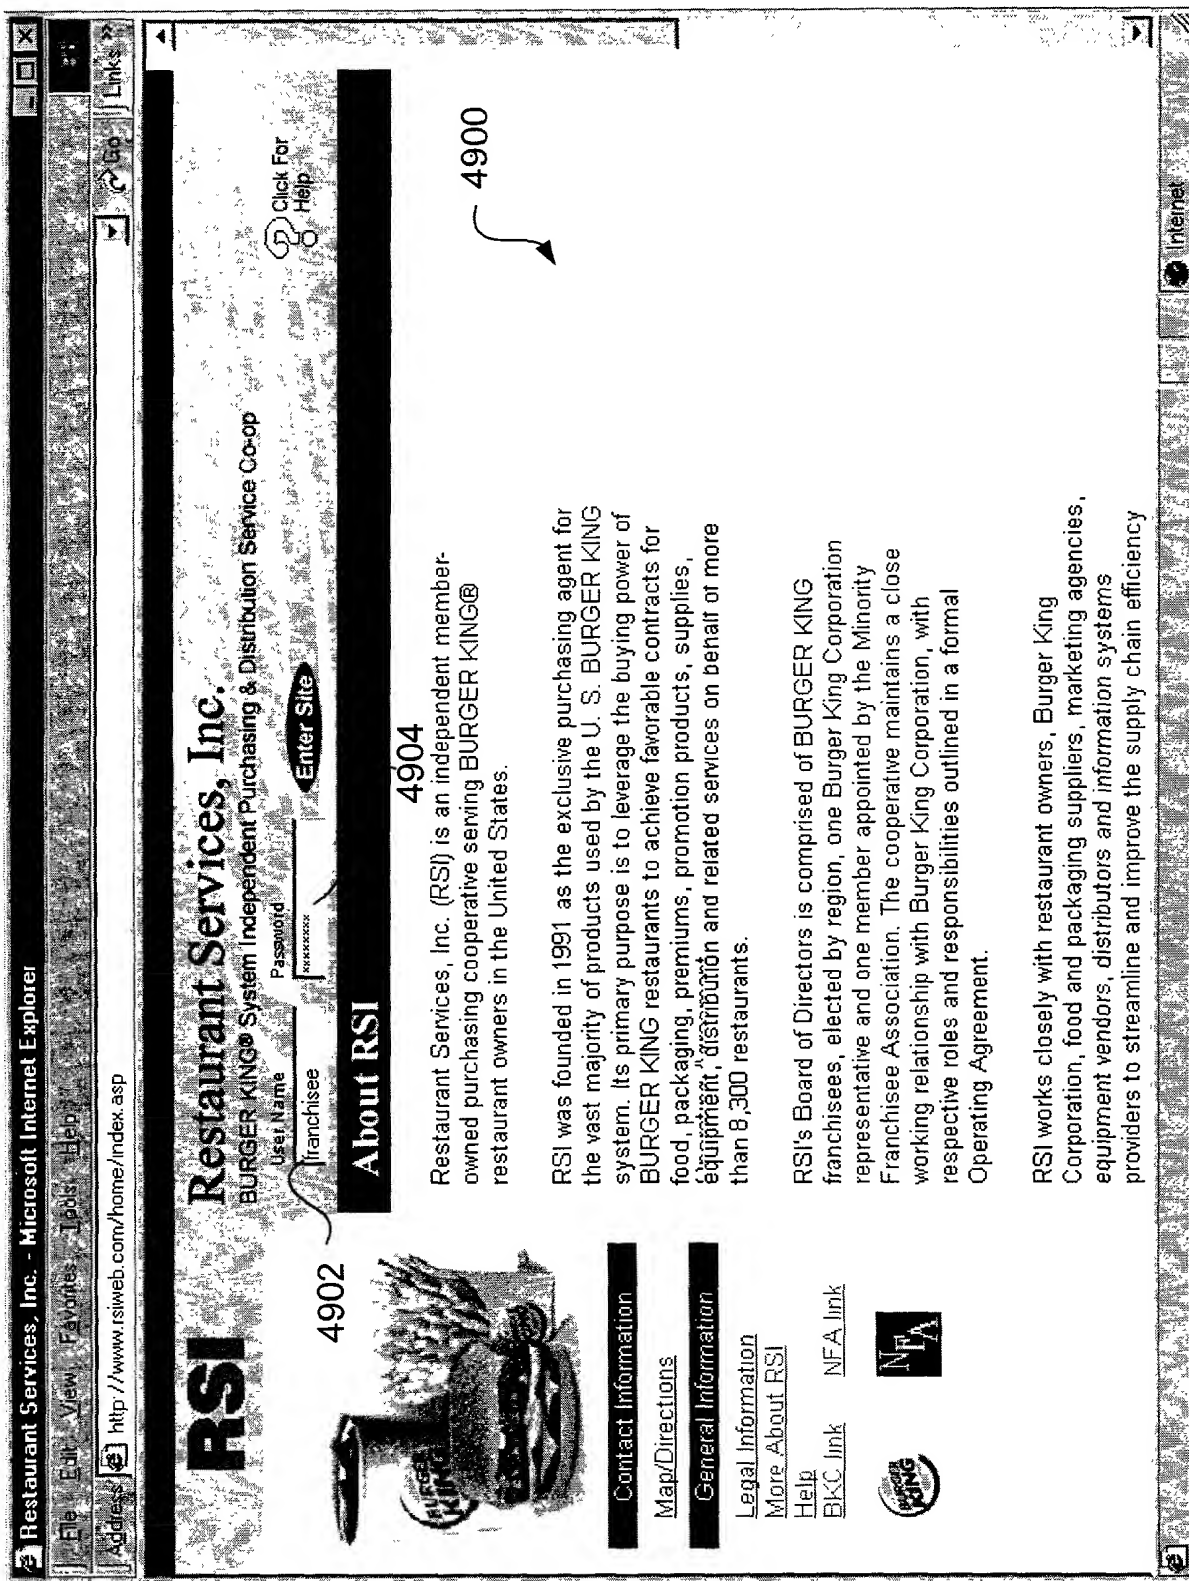 Restaurant Services, Inc. - Microsoft Internet Explorer
File Edit View Favorites Tools Help
Address http://www.rsiweb.com/home/index.asp Go Links »
RSI
Restaurant Services, Inc.
BURGER KING® System Independent Purchasing & Distribution Service Co-op
User Name Password
franchisee xxxxxxxx Enter Site
? Click For
Help
4902
4904
4900
About RSI
BURGER
KING
Contact Information
Map/Directions
General Information
Legal Information
More About RSI
Help
BKC link NFA link
BURGER
KING
NFA
Restaurant Services, Inc. (RSI) is an independent member-
owned purchasing cooperative serving BURGER KING®
restaurant owners in the United States.
RSI was founded in 1991 as the exclusive purchasing agent for
the vast majority of products used by the U. S. BURGER KING
system. Its primary purpose is to leverage the buying power of
BURGER KING restaurants to achieve favorable contracts for
food, packaging, premiums, promotion products, supplies,
equipment, distribution and related services on behalf of more
than 8,300 restaurants.
RSI's Board of Directors is comprised of BURGER KING
franchisees, elected by region, one Burger King Corporation
representative and one member appointed by the Minority
Franchisee Association. The cooperative maintains a close
working relationship with Burger King Corporation, with
respective roles and responsibilities outlined in a formal
Operating Agreement.
RSI works closely with restaurant owners, Burger King
Corporation, food and packaging suppliers, marketing agencies,
equipment vendors, distributors and information systems
providers to streamline and improve the supply chain efficiency
Internet